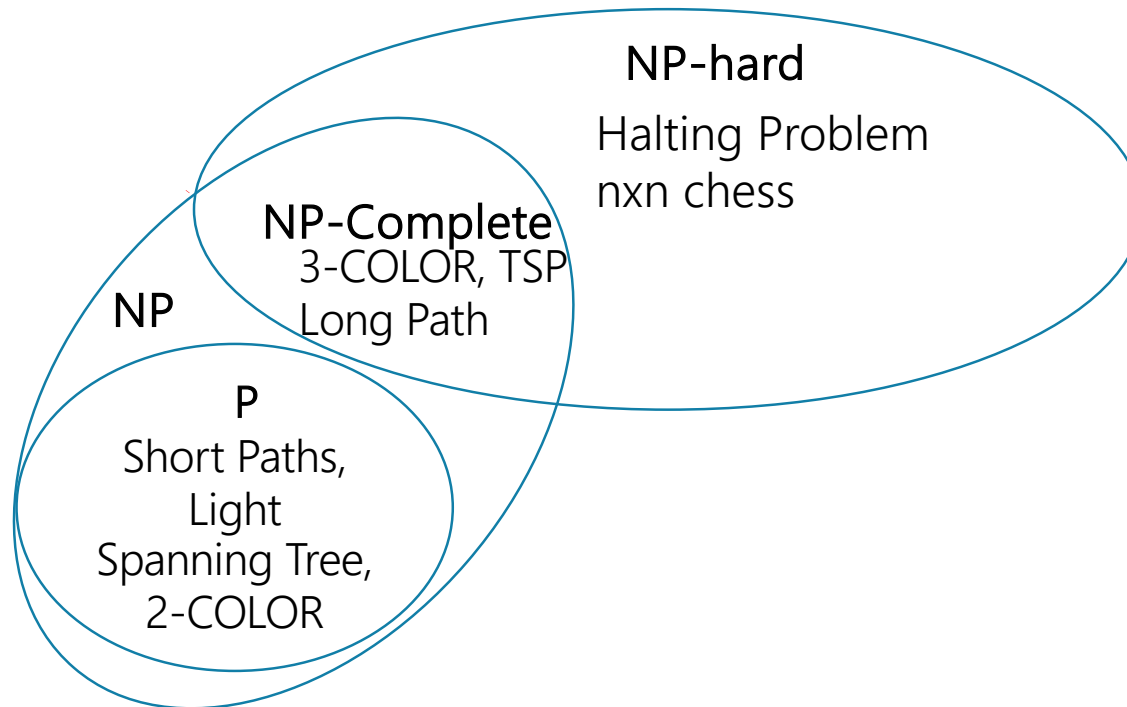 NP-hard
Halting Problem
nxn chess
NP-Complete
3-COLOR, TSP
Long Path
NP
P
Short Paths,
Light
Spanning Tree,
2-COLOR